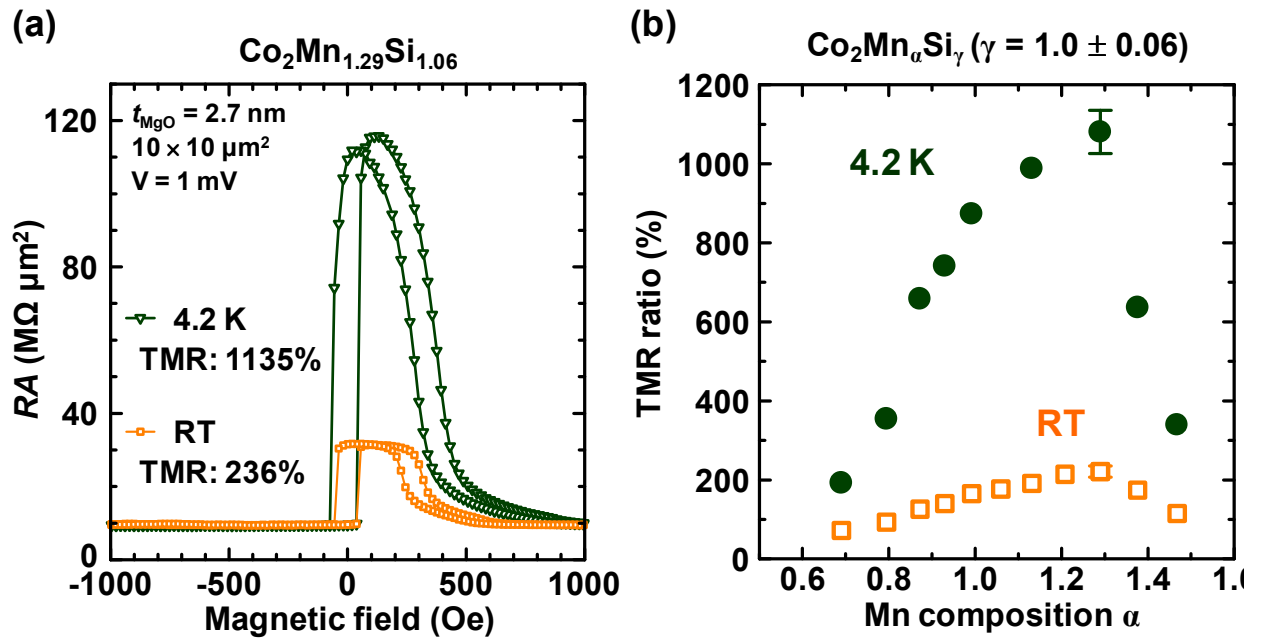 (a)
Co₂Mn₁.₂₉Si₁.₀₆
t_MgO = 2.7 nm
10 × 10 μm²
V = 1 mV
120
80
40
0
RA (MΩ μm²)
4.2 K
TMR: 1135%
RT
TMR: 236%
-1000 -500 0 500 1000
Magnetic field (Oe)
(b)
Co₂MnαSiγ (γ = 1.0 ± 0.06)
1200
1000
800
600
400
200
0
TMR ratio (%)
4.2 K
RT
0.6 0.8 1.0 1.2 1.4
Mn composition α